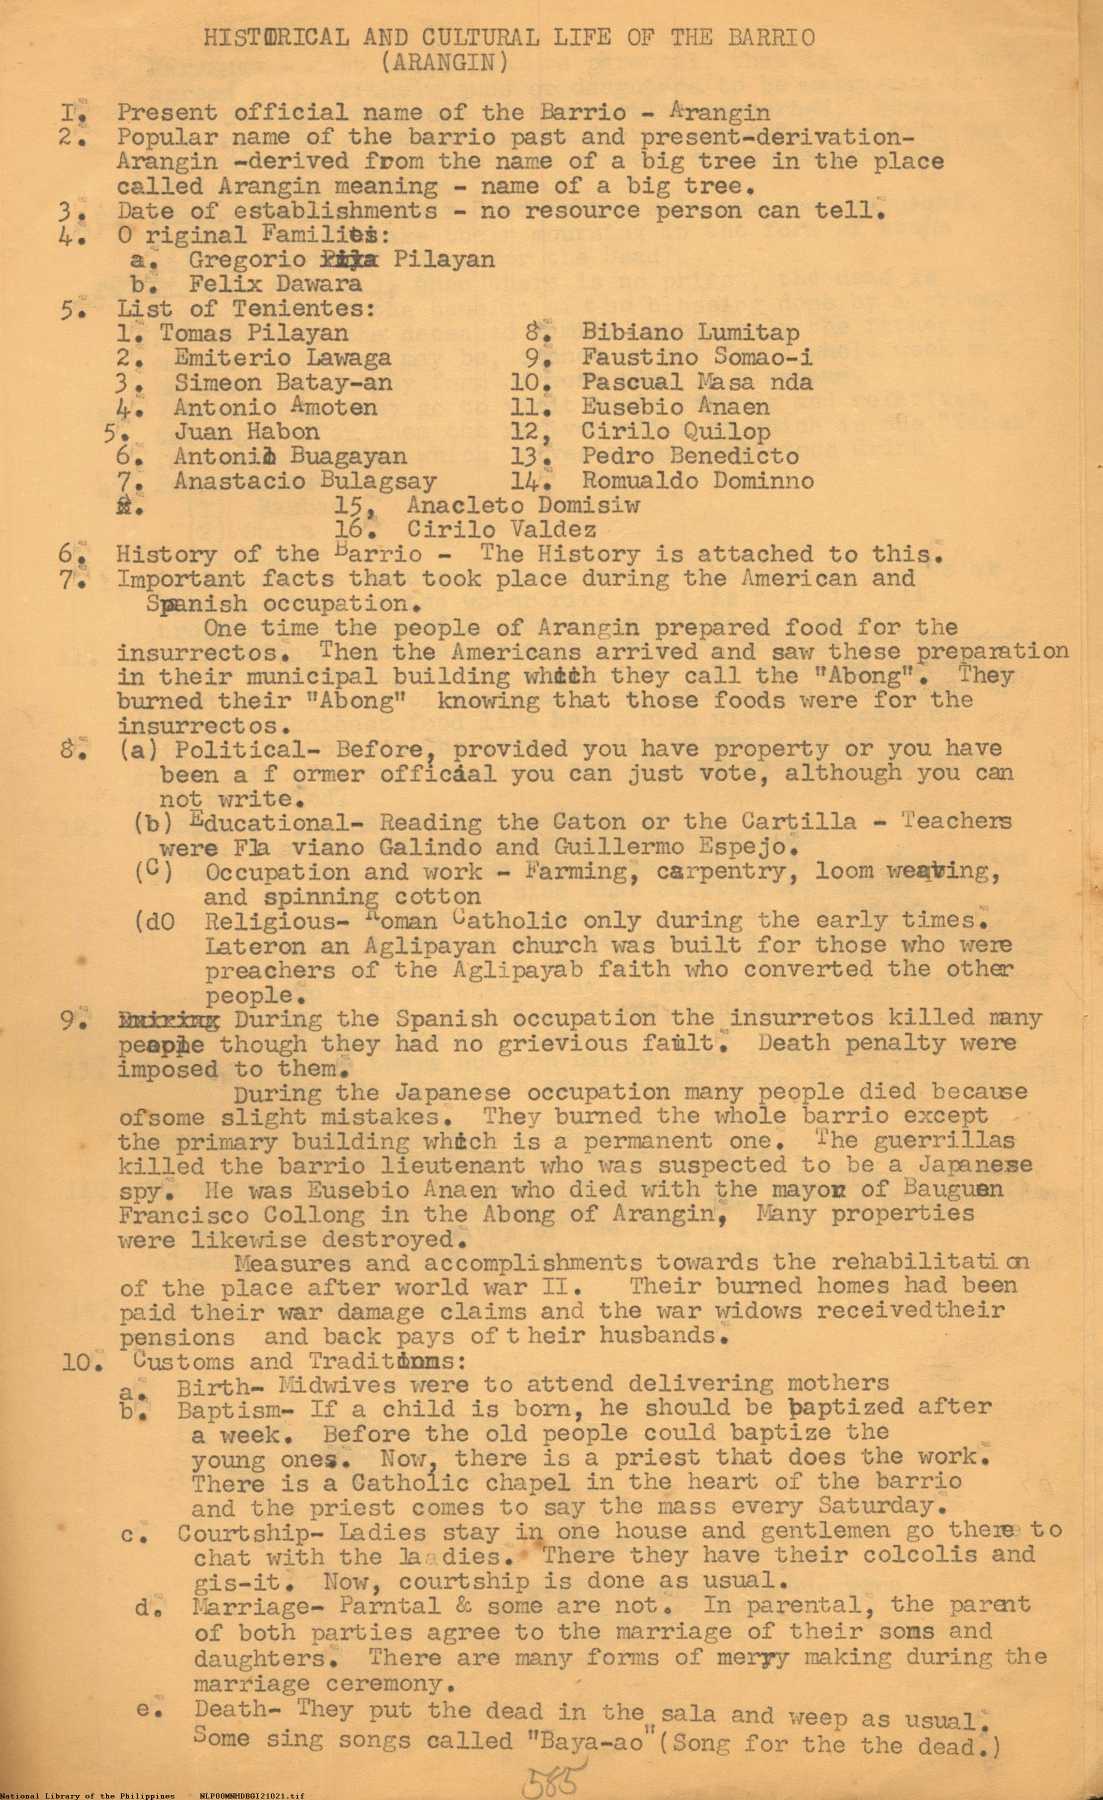 HISTORICAL AND CULTURAL LIFE OF THE BARRIO
(ARANGIN)
I. Present official name of the Barrio - Arangin
2. Popular name of the barrio past and present-derivation-
Arangin -derived from the name of a big tree in the place
called Arangin meaning - name of a big tree.
3. Date of establishments - no resource person can tell.
4. O riginal Families:
a. Gregorio Pilayan
b. Felix Dawara
5. List of Tenientes:
1. Tomas Pilayan 8. Bibiano Lumitap
2. Emiterio Lawaga 9. Faustino Somao-i
3. Simeon Batay-an 10. Pascual Masa nda
4. Antonio Amoten 11. Eusebio Anaen
5. Juan Habon 12, Cirilo Quilop
6. Antonio Buagayan 13. Pedro Benedicto
7. Anastacio Bulagsay 14. Romualdo Dominno
15, Anacleto Domisiw
16. Cirilo Valdez
6. History of the Barrio - The History is attached to this.
7. Important facts that took place during the American and
Spanish occupation.
One time the people of Arangin prepared food for the
insurrectos. Then the Americans arrived and saw these preparation
in their municipal building which they call the "Abong". They
burned their "Abong" knowing that those foods were for the
insurrectos.
8. (a) Political- Before, provided you have property or you have
been a f ormer official you can just vote, although you can
not write.
(b) Educational- Reading the Caton or the Cartilla - Teachers
were Fla viano Galindo and Guillermo Espejo.
(C) Occupation and work - Farming, carpentry, loom weaving,
and spinning cotton
(dO Religious- Roman Catholic only during the early times.
Lateron an Aglipayan church was built for those who were
preachers of the Aglipayab faith who converted the other
people.
9. During the Spanish occupation the insurretos killed many
people though they had no grievious fault. Death penalty were
imposed to them.
During the Japanese occupation many people died because
ofsome slight mistakes. They burned the whole barrio except
the primary building which is a permanent one. The guerrillas
killed the barrio lieutenant who was suspected to be a Japanese
spy. He was Eusebio Anaen who died with the mayor of Bauguen
Francisco Collong in the Abong of Arangin, Many properties
were likewise destroyed.
Measures and accomplishments towards the rehabilitati on
of the place after world war II. Their burned homes had been
paid their war damage claims and the war widows receivedtheir
pensions and back pays of t heir husbands.
10. Customs and Traditions:
a. Birth- Midwives were to attend delivering mothers
b. Baptism- If a child is born, he should be baptized after
a week. Before the old people could baptize the
young ones. Now, there is a priest that does the work.
There is a Catholic chapel in the heart of the barrio
and the priest comes to say the mass every Saturday.
c. Courtship- Ladies stay in one house and gentlemen go there to
chat with the la dies. There they have their colcolis and
gis-it. Now, courtship is done as usual.
d. Marriage- Parntal & some are not. In parental, the parent
of both parties agree to the marriage of their sons and
daughters. There are many forms of merry making during the
marriage ceremony.
e. Death- They put the dead in the sala and weep as usual.
Some sing songs called "Baya-ao" (Song for the the dead.)
585
National Library of the Philippines NLP00MNHDBGI21021.tif